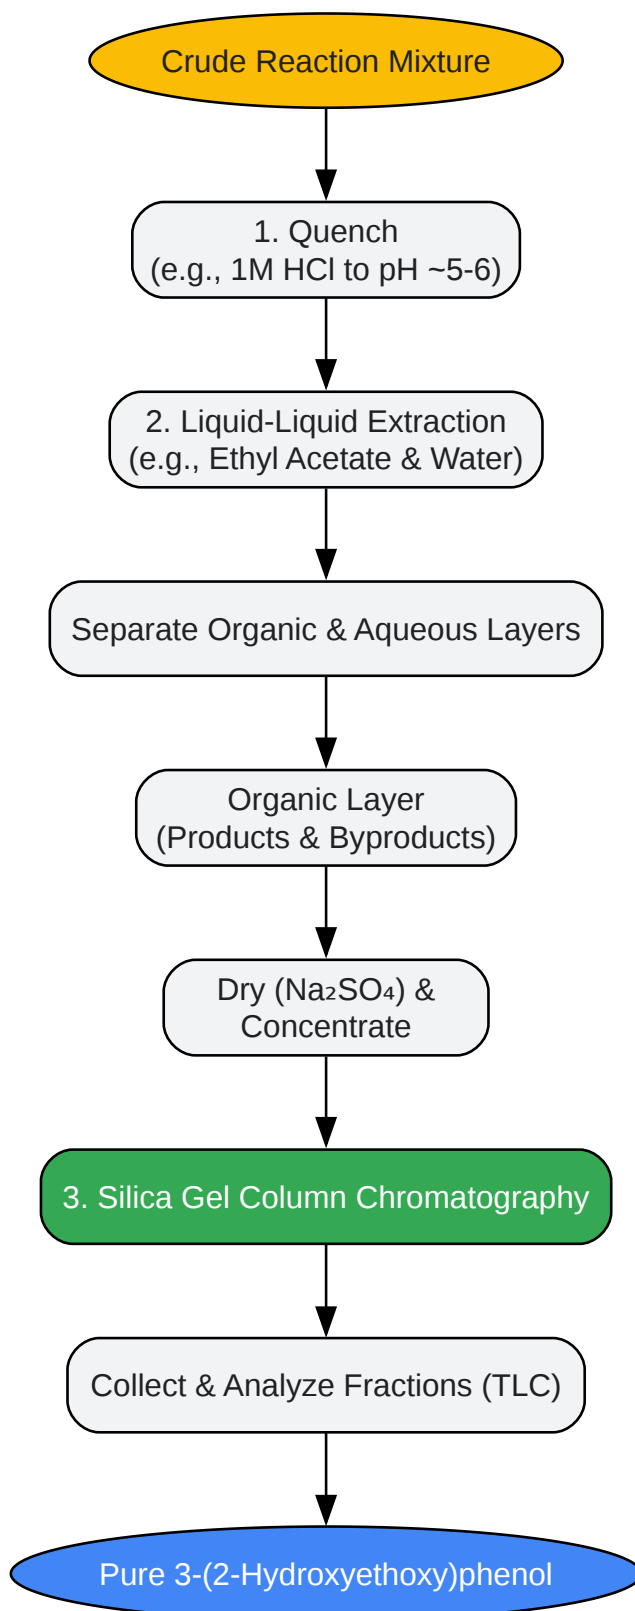 Crude Reaction Mixture
1. Quench
(e.g., 1M HCl to pH ~5-6)
2. Liquid-Liquid Extraction
(e.g., Ethyl Acetate & Water)
Separate Organic & Aqueous Layers
Organic Layer
(Products & Byproducts)
Dry (Na₂SO₄) &
Concentrate
3. Silica Gel Column Chromatography
Collect & Analyze Fractions (TLC)
Pure 3-(2-Hydroxyethoxy)phenol